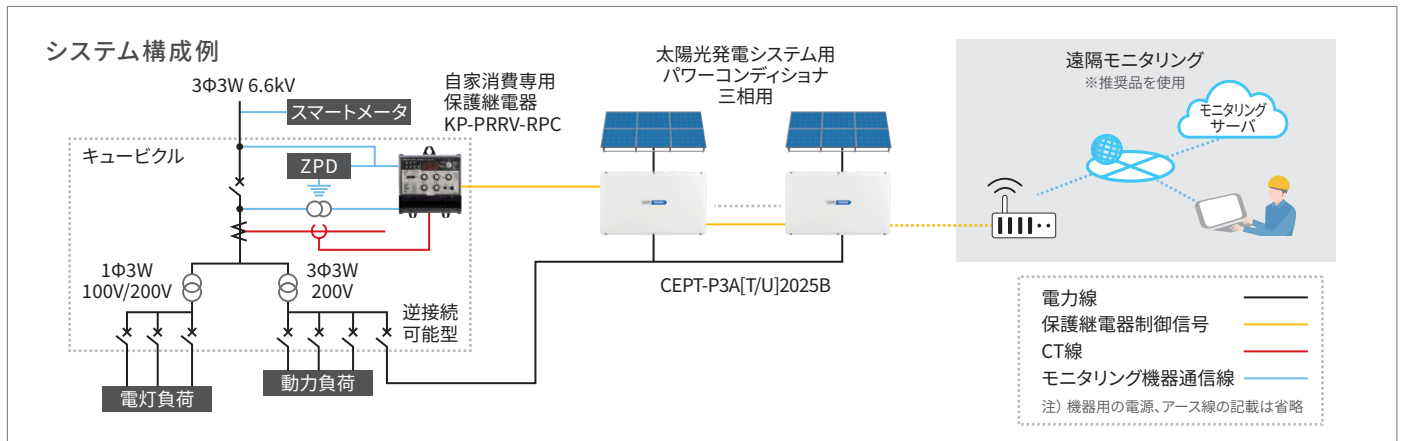 システム構成例
3Φ3W 6.6kV
スマートメータ
キュービクル
ZPD
自家消費専用
保護継電器
KP-PRRV-RPC
太陽光発電システム用
パワーコンディショナ
三相用
遠隔モニタリング
※推奨品を使用
モニタリング
サーバ
1Φ3W
100V/200V
3Φ3W
200V
逆接続
可能型
電灯負荷
動力負荷
CEPT-P3A[T/U]2025B
電力線
保護継電器制御信号
CT線
モニタリング機器通信線
注）機器用の電源、アース線の記載は省略